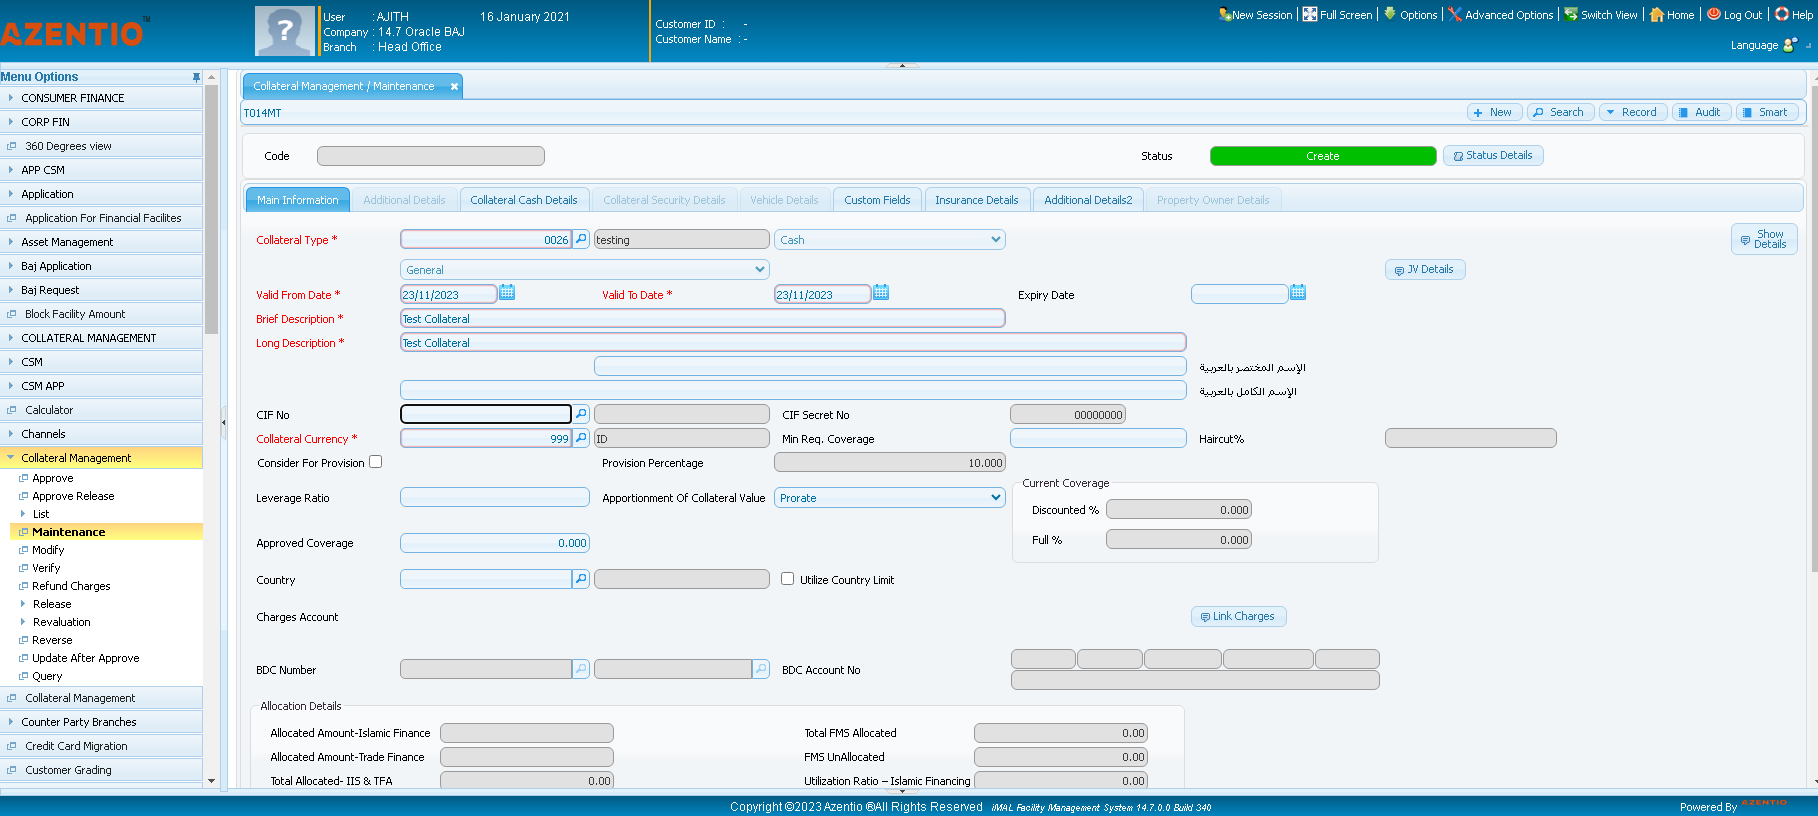 AZENTIO™
User : AJITH 16 January 2021
Company : 14.7 Oracle BAJ
Branch : Head Office
Customer ID : -
Customer Name : -
New Session Full Screen Options Advanced Options Switch View Home Log Out Help
Language
Menu Options
CONSUMER FINANCE
CORP FIN
360 Degrees view
APP CSM
Application
Application For Financial Facilites
Asset Management
Baj Application
Baj Request
Block Facility Amount
COLLATERAL MANAGEMENT
CSM
CSM APP
Calculator
Channels
Collateral Management
Approve
Approve Release
List
Maintenance
Modify
Verify
Refund Charges
Release
Revaluation
Reverse
Update After Approve
Query
Collateral Management
Counter Party Branches
Credit Card Migration
Customer Grading
Collateral Management / Maintenance
T014MT
New Search Record Audit Smart
Code Status Create Status Details
Main Information Additional Details Collateral Cash Details Collateral Security Details Vehicle Details Custom Fields Insurance Details Additional Details2 Property Owner Details
Collateral Type * 0026 testing Cash Show Details
General JV Details
Valid From Date * 23/11/2023 Valid To Date * 23/11/2023 Expiry Date
Brief Description * Test Collateral
Long Description * Test Collateral
الإسم المختصر بالعربية
الإسم الكامل بالعربية
CIF No CIF Secret No 00000000
Collateral Currency * 999 ID Min Req. Coverage Haircut%
Consider For Provision Provision Percentage 10.000
Leverage Ratio Apportionment Of Collateral Value Prorate
Current Coverage
Discounted % 0.000
Full % 0.000
Approved Coverage 0.000
Country Utilize Country Limit
Charges Account Link Charges
BDC Number BDC Account No
Allocation Details
Allocated Amount-Islamic Finance Total FMS Allocated 0.00
Allocated Amount-Trade Finance FMS UnAllocated 0.00
Total Allocated- IIS & TFA 0.00 Utilization Ratio – Islamic Financing 0.00
Copyright ©2023 Azentio ®All Rights Reserved iMAL Facility Management System 14.7.0.0 Build 340
Powered By AZENTIO